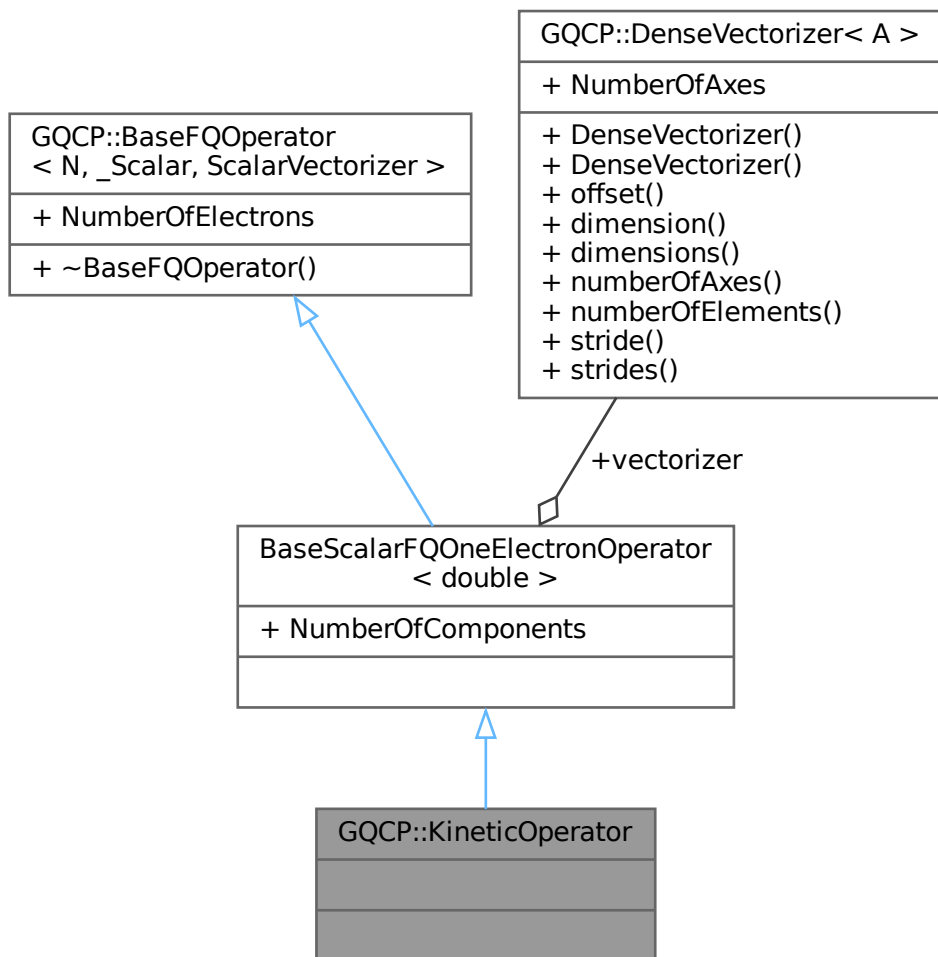 GQCP::DenseVectorizer< A >
+ NumberOfAxes
+ DenseVectorizer()
+ DenseVectorizer()
+ offset()
+ dimension()
+ dimensions()
+ numberOfAxes()
+ numberOfElements()
+ stride()
+ strides()
GQCP::BaseFQOperator
< N, _Scalar, ScalarVectorizer >
+ NumberOfElectrons
+ ~BaseFQOperator()
+vectorizer
BaseScalarFQOneElectronOperator
< double >
+ NumberOfComponents
GQCP::KineticOperator